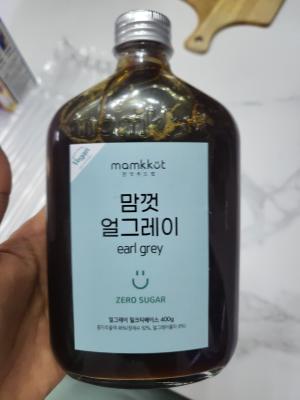 Vegan
mamkkut
맘껏
얼그레이
earl grey
ZERO SUGAR
얼그레이 밀크티베이스 400g